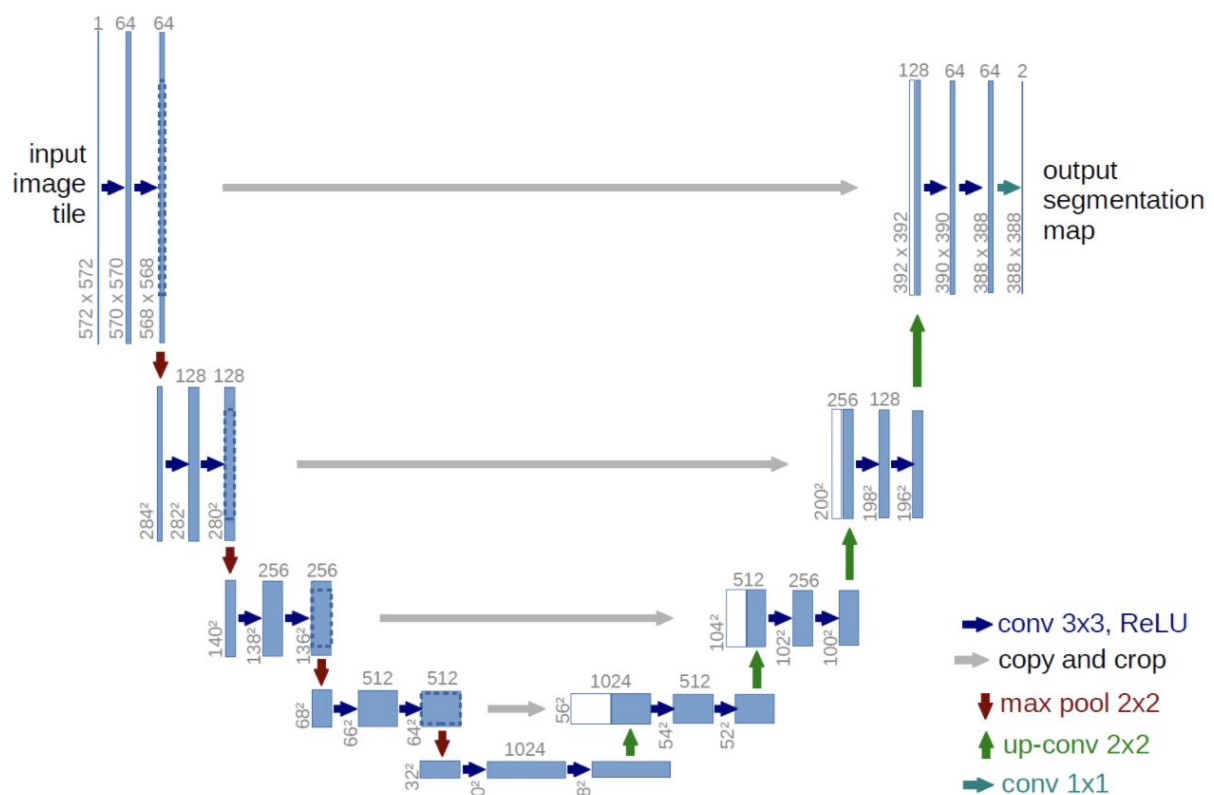 1 64 64
input
image
tile
572 x 572
570 x 570
568 x 568
128 64 64 2
392 x 392
390 x 390
388 x 388
388 x 388
output
segmentation
map
128 128
284²
282²
280²
256 128
200²
198²
196²
256 256
140²
138²
136²
512 256
104²
102²
100²
512 512
68²
66²
64²
1024 512
56²
54²
52²
1024
32²
conv 3x3, ReLU
copy and crop
max pool 2x2
up-conv 2x2
conv 1x1